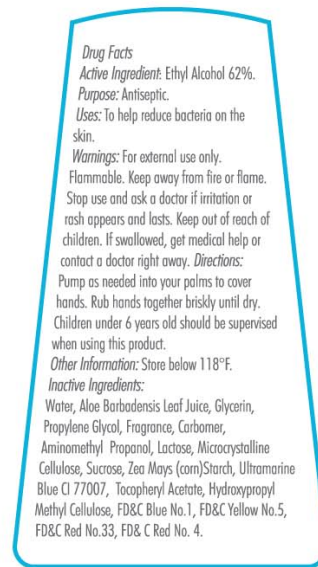 Drug Facts
Active Ingredient: Ethyl Alcohol 62%.
Purpose: Antiseptic.
Uses: To help reduce bacteria on the
skin.
Warnings: For external use only.
Flammable. Keep away from fire or flame.
Stop use and ask a doctor if irritation or
rash appears and lasts. Keep out of reach of
children. If swallowed, get medical help or
contact a doctor right away. Directions:
Pump as needed into your palms to cover
hands. Rub hands together briskly until dry.
Children under 6 years old should be supervised
when using this product.
Other Information: Store below 118°F.
Inactive Ingredients:
Water, Aloe Barbadensis Leaf Juice, Glycerin,
Propylene Glycol, Fragrance, Carbomer,
Aminomethyl Propanol, Lactose, Microcrystalline
Cellulose, Sucrose, Zea Mays (corn)Starch, Ultramarine
Blue CI 77007, Tocopheryl Acetate, Hydroxypropyl
Methyl Cellulose, FD&C Blue No.1, FD&C Yellow No.5,
FD&C Red No.33, FD& C Red No. 4.